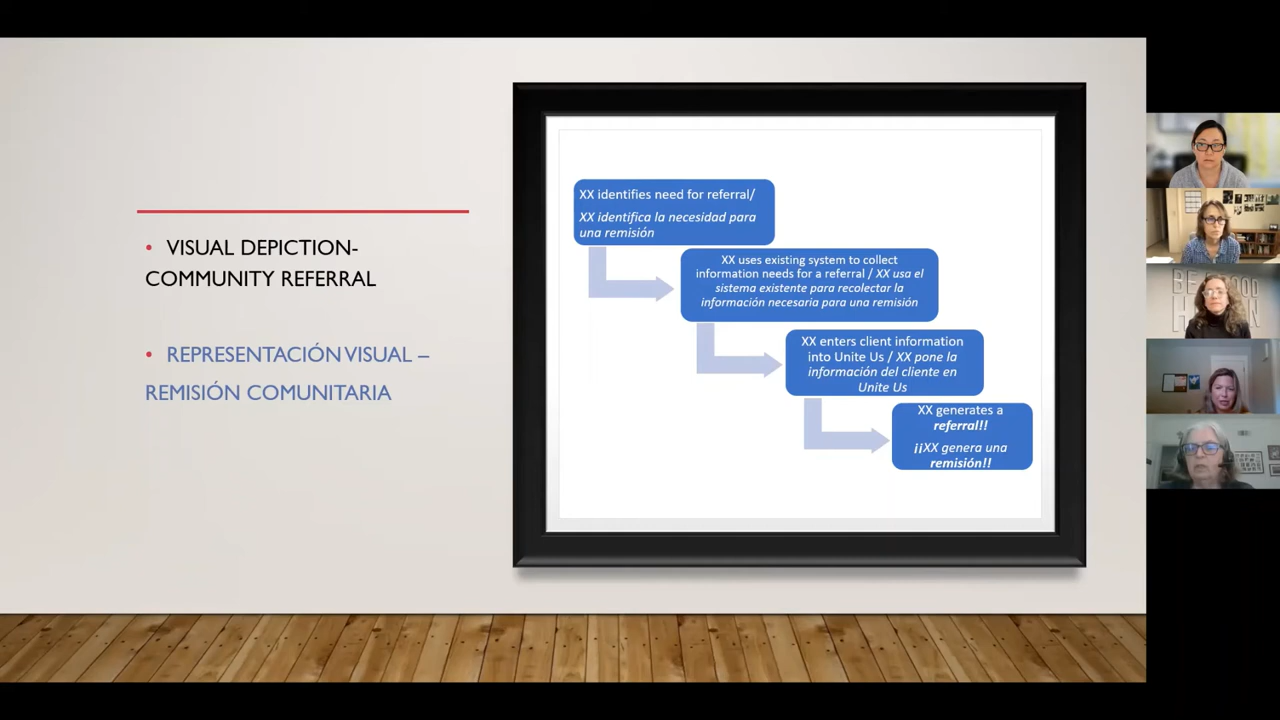 VISUAL DEPICTION-
COMMUNITY REFERRAL
REPRESENTACIÓN VISUAL –
REMISIÓN COMUNITARIA
XX identifies need for referral/
XX identifica la necesidad para
una remisión
XX uses existing system to collect
information needs for a referral / XX usa el
sistema existente para recolectar la
información necesaria para una remisión
XX enters client information
into Unite Us / XX pone la
información del cliente en
Unite Us
XX generates a
referral!!
¡¡XX genera una
remisión!!